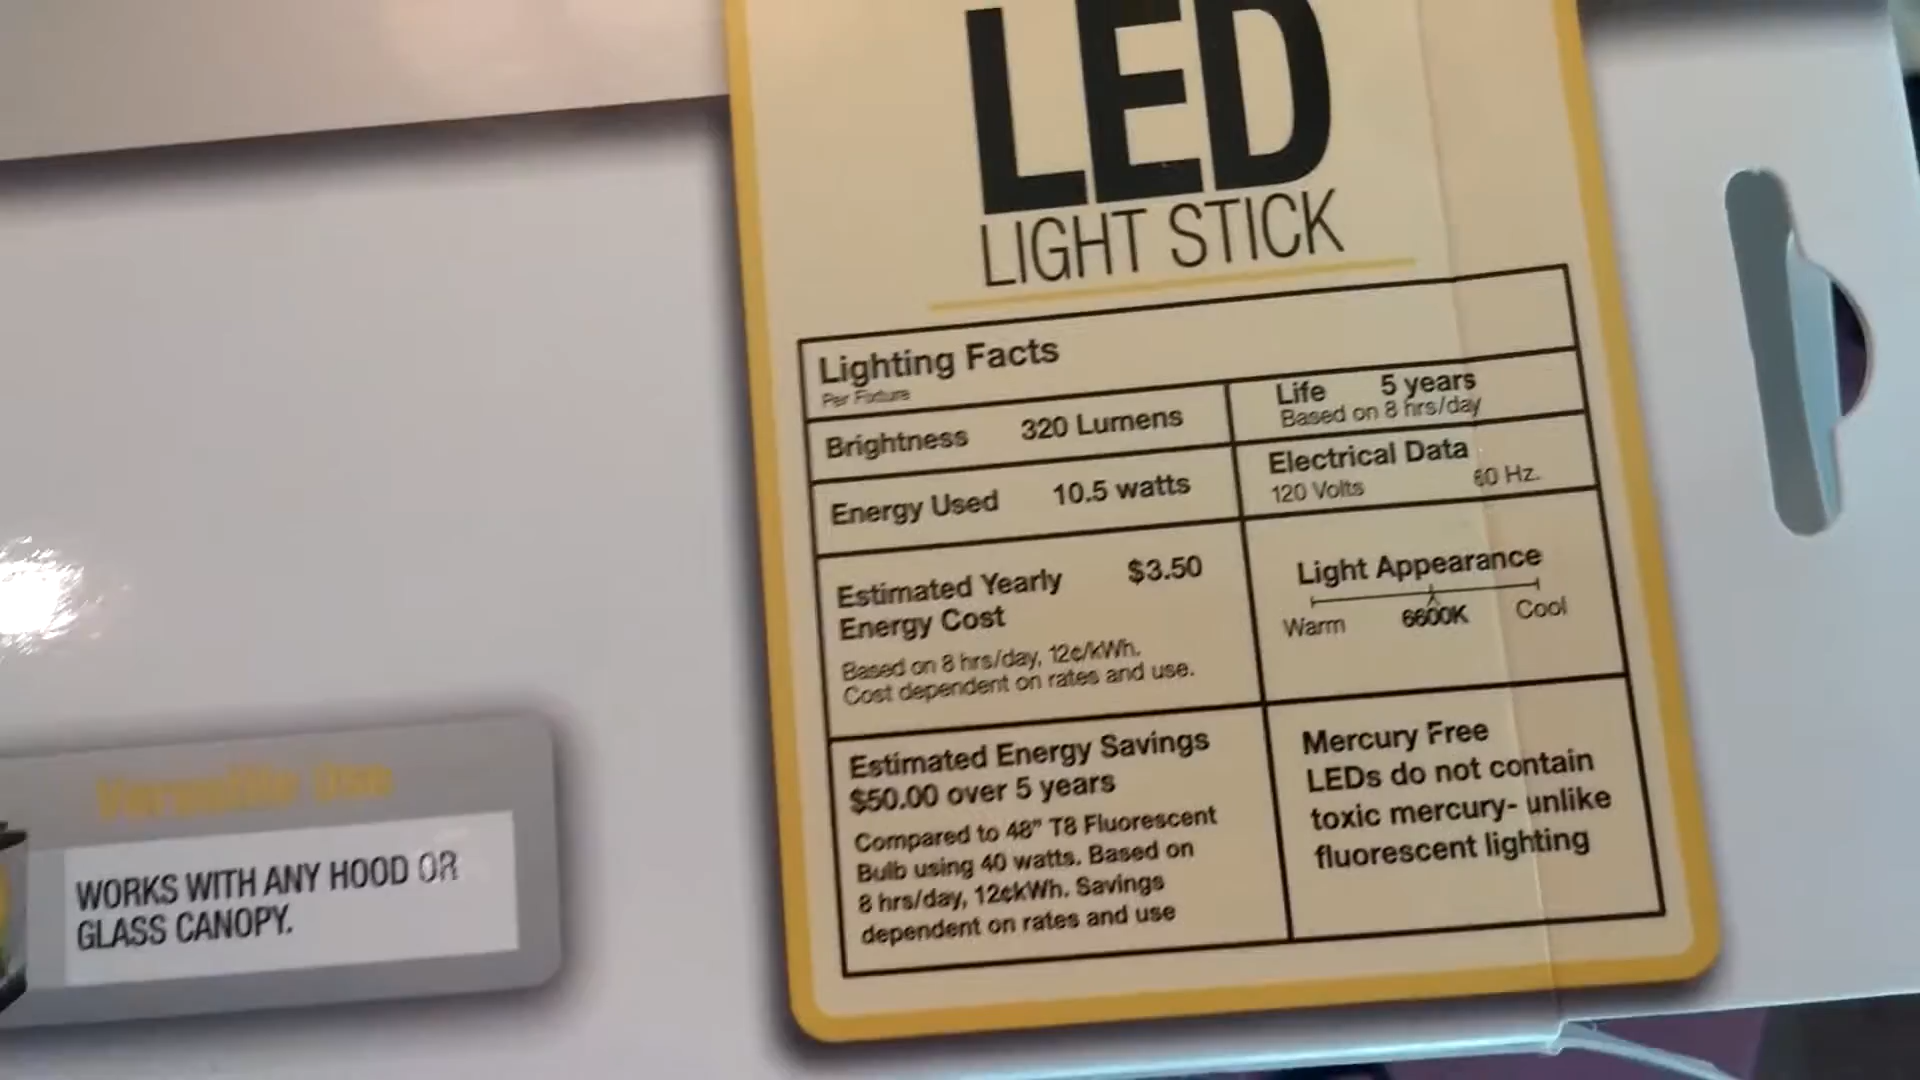 LED
LIGHT STICK
Lighting Facts
Per Fixture
Brightness 320 Lumens
Life 5 years
Based on 8 hrs/day
Energy Used 10.5 watts
Electrical Data
120 Volts 60 Hz.
Estimated Yearly $3.50
Energy Cost
Based on 8 hrs/day, 12¢/kWh.
Cost dependent on rates and use.
Light Appearance
Warm 6600K Cool
Estimated Energy Savings
$50.00 over 5 years
Compared to 48" T8 Fluorescent
Bulb using 40 watts. Based on
8 hrs/day, 12¢kWh. Savings
dependent on rates and use
Mercury Free
LEDs do not contain
toxic mercury- unlike
fluorescent lighting
Versatile Use
WORKS WITH ANY HOOD OR
GLASS CANOPY.